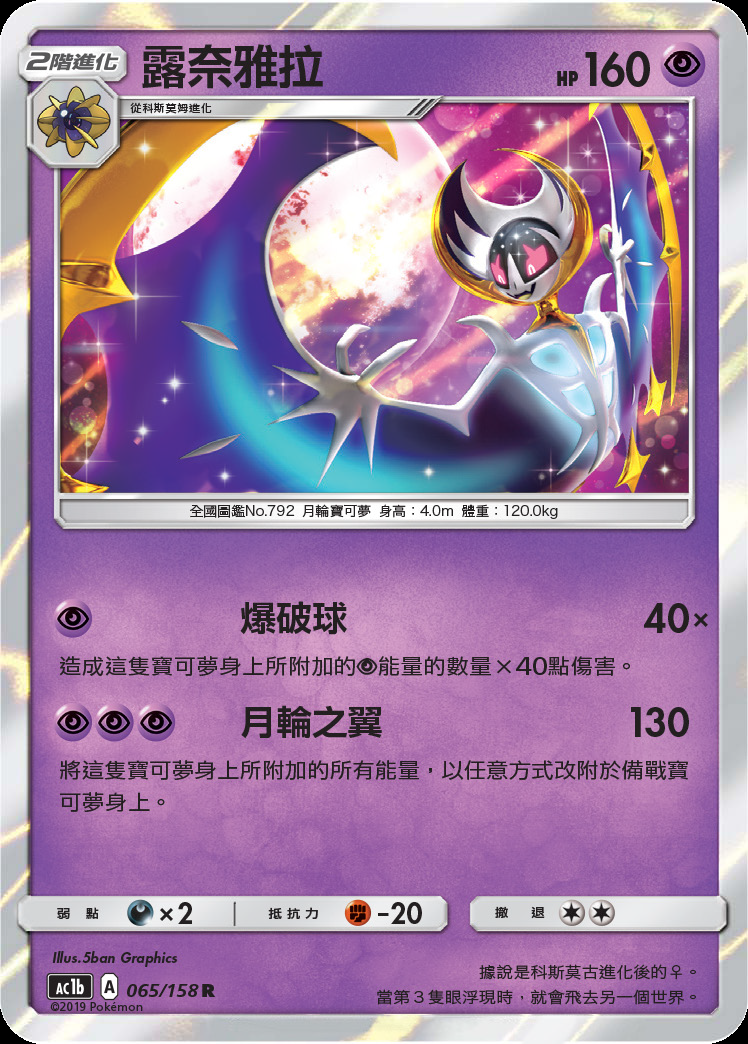 2階進化 露奈雅拉 HP 160
從科斯莫姆進化
全國圖鑑No.792 月輪寶可夢 身高：4.0m 體重：120.0kg
爆破球 40×
造成這隻寶可夢身上所附加的能量的數量×40點傷害。
月輪之翼 130
將這隻寶可夢身上所附加的所有能量，以任意方式改附於備戰寶
可夢身上。
弱點 ×2 抵抗力 -20 撤退
Illus.5ban Graphics
據說是科斯莫古進化後的♀。
AC1b A 065/158 R
當第3隻眼浮現時，就會飛去另一個世界。
©2019 Pokémon